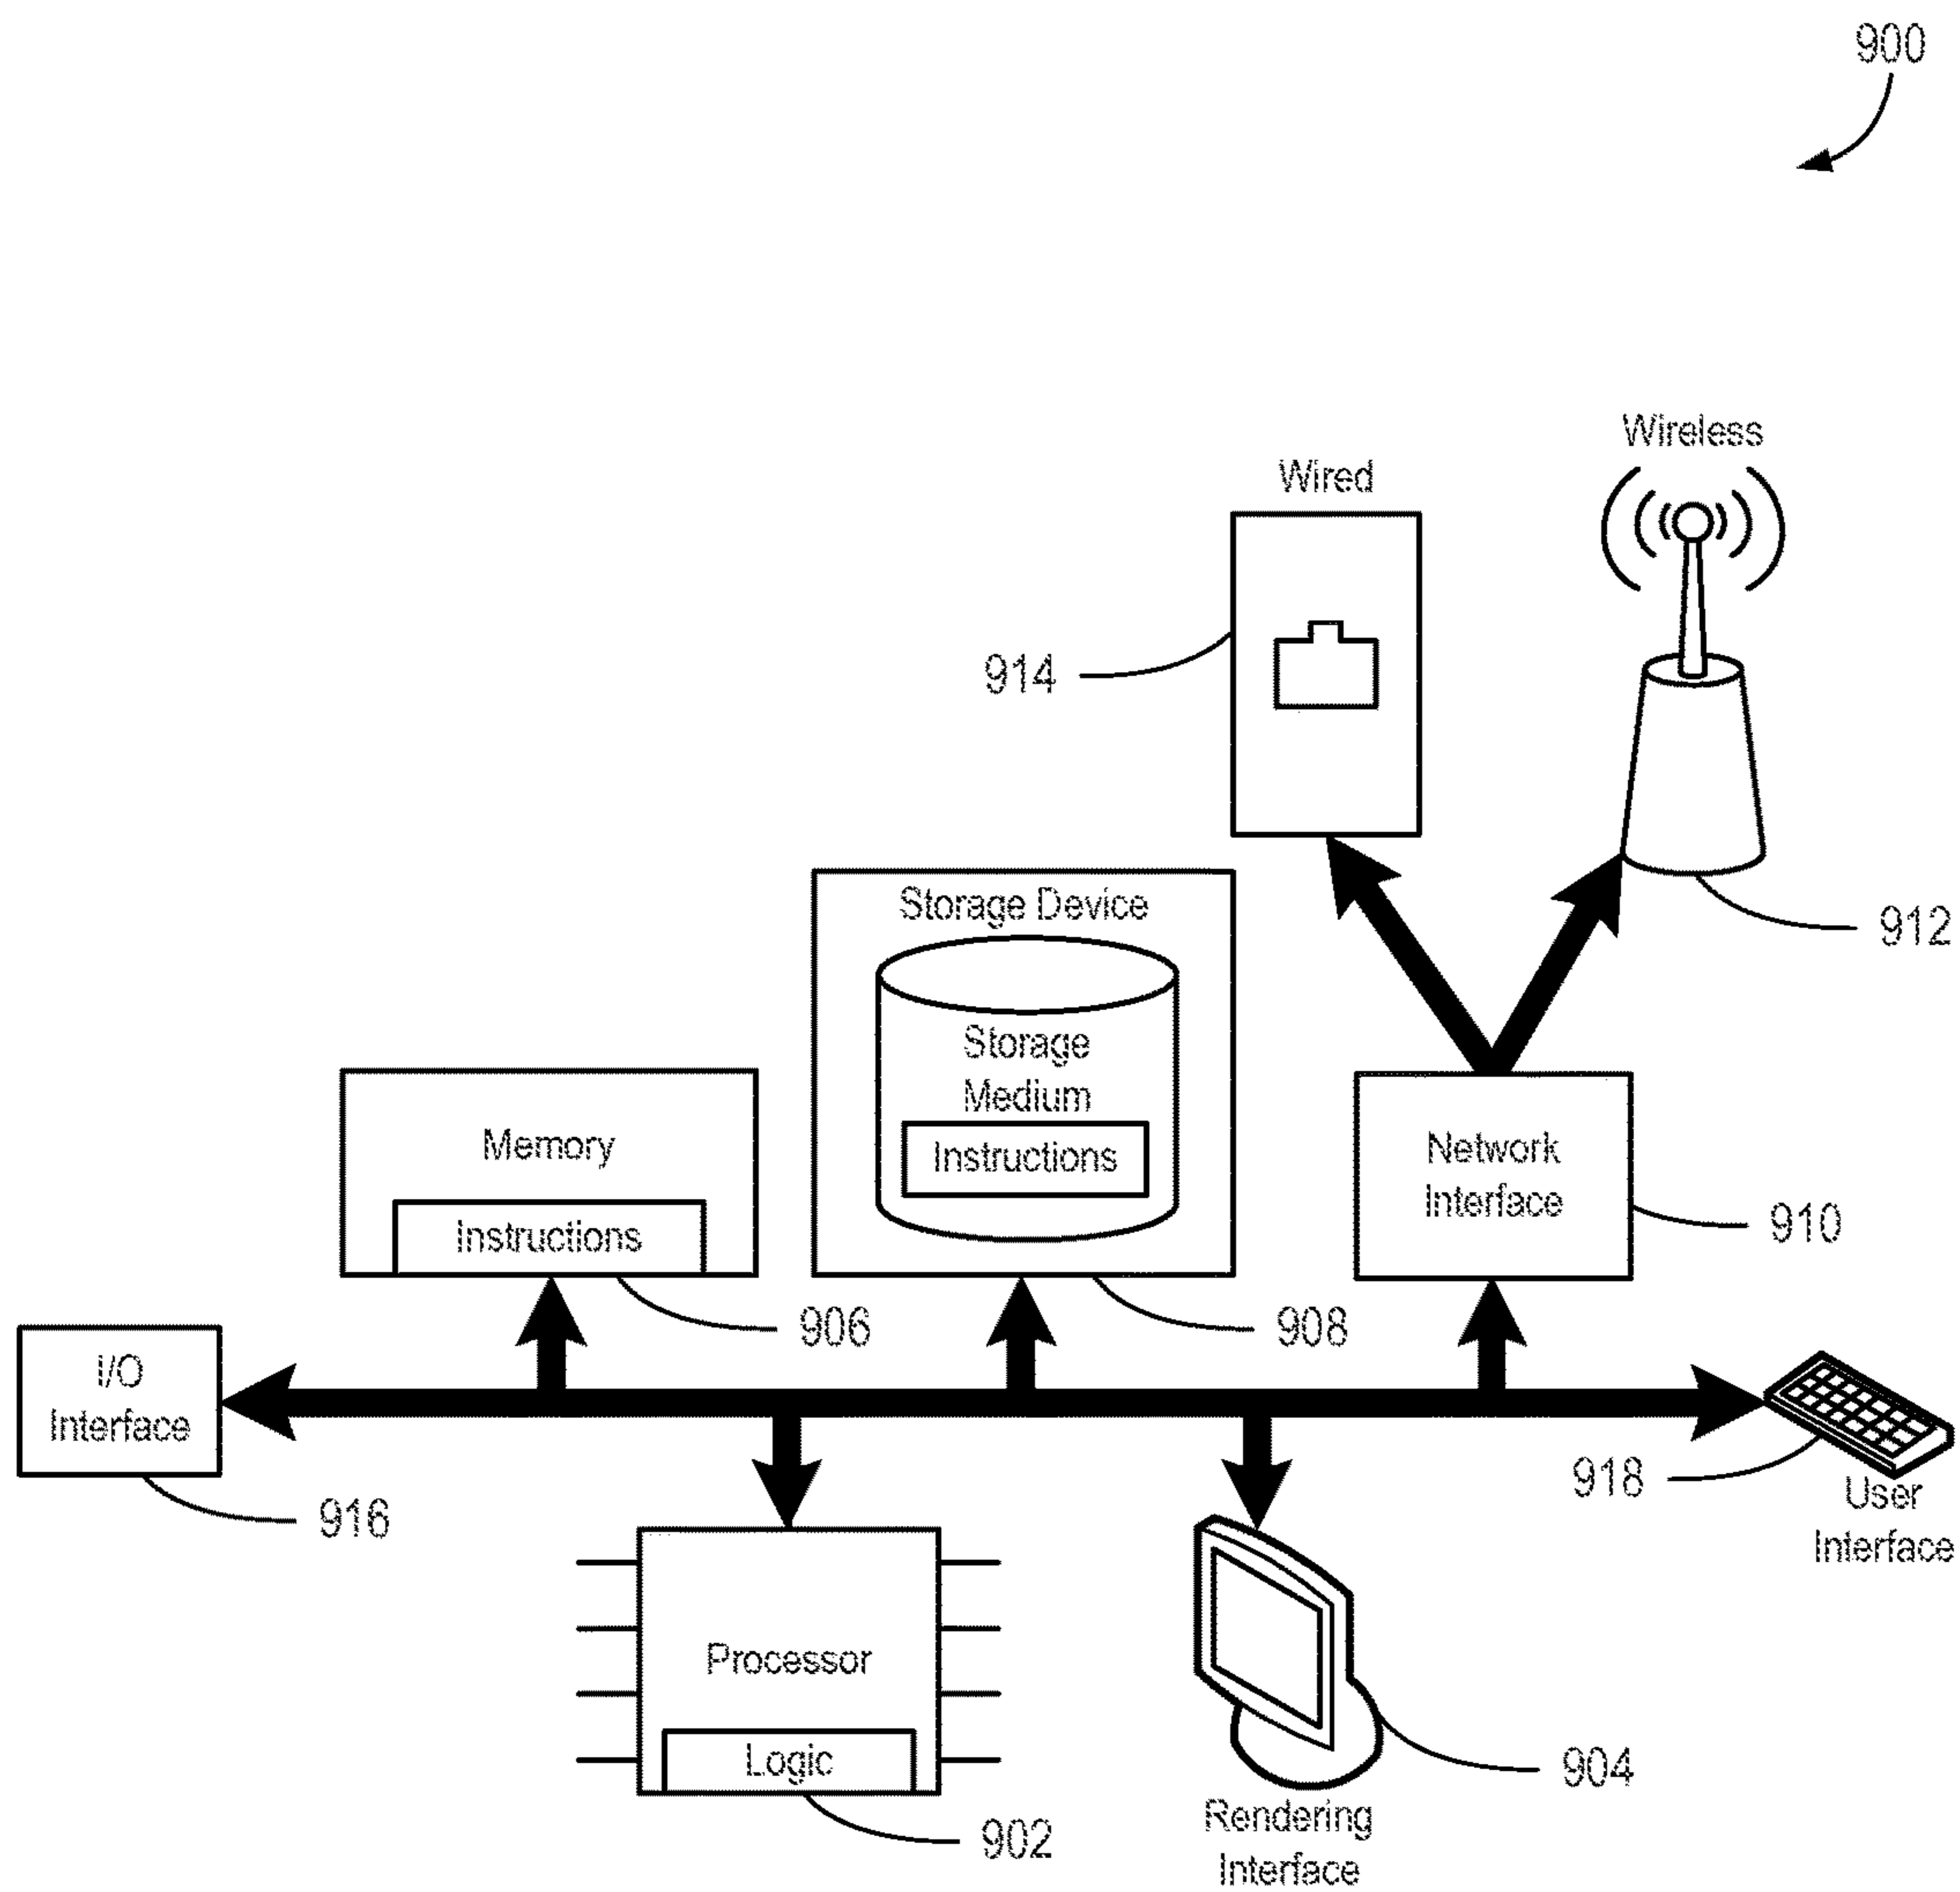 900
Wireless
Wired
914
912
Storage Device
Storage
Medium
Instructions
Memory
Instructions
Network
Interface
910
906
908
I/O
Interface
916
918
User
Interface
Processor
Logic
902
904
Rendering
Interface